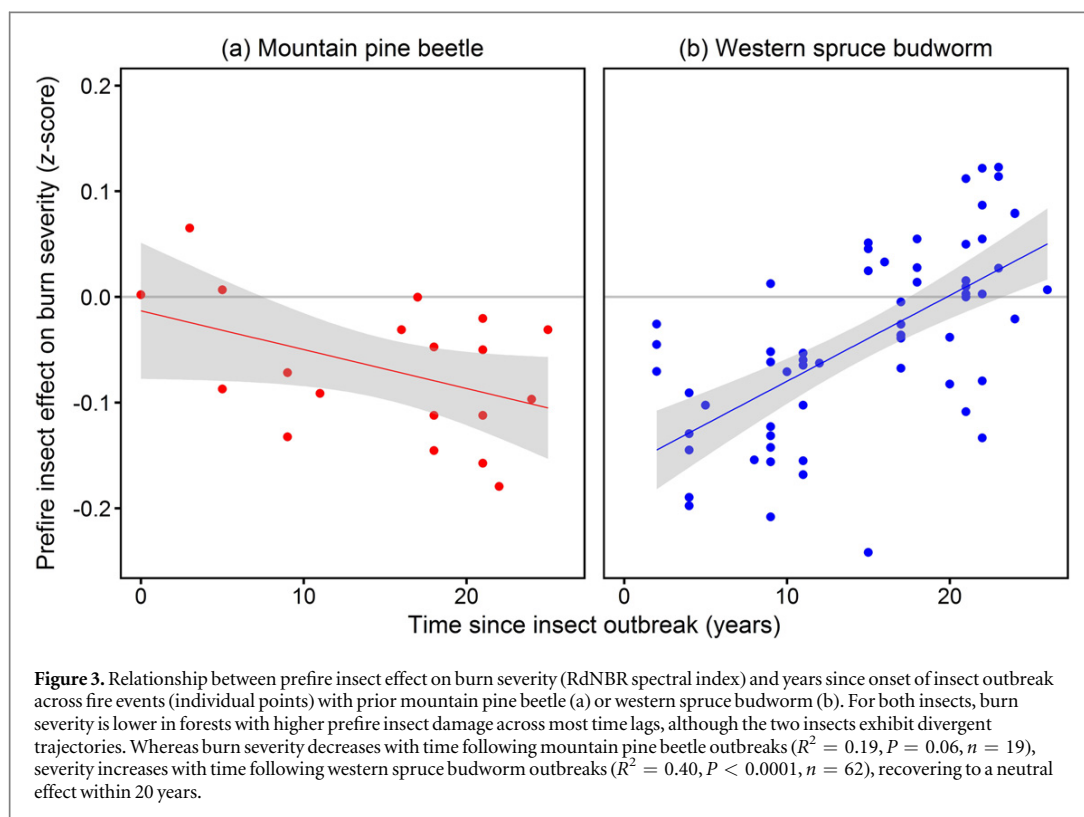 (a) Mountain pine beetle
(b) Western spruce budworm
Prefire insect effect on burn severity (z-score)
0.2
0.1
0.0
-0.1
-0.2
0
10
20
0
10
20
Time since insect outbreak (years)
Figure 3. Relationship between prefire insect effect on burn severity (RdNBR spectral index) and years since onset of insect outbreak
across fire events (individual points) with prior mountain pine beetle (a) or western spruce budworm (b). For both insects, burn
severity is lower in forests with higher prefire insect damage across most time lags, although the two insects exhibit divergent
trajectories. Whereas burn severity decreases with time following mountain pine beetle outbreaks (R² = 0.19, P = 0.06, n = 19),
severity increases with time following western spruce budworm outbreaks (R² = 0.40, P < 0.0001, n = 62), recovering to a neutral
effect within 20 years.